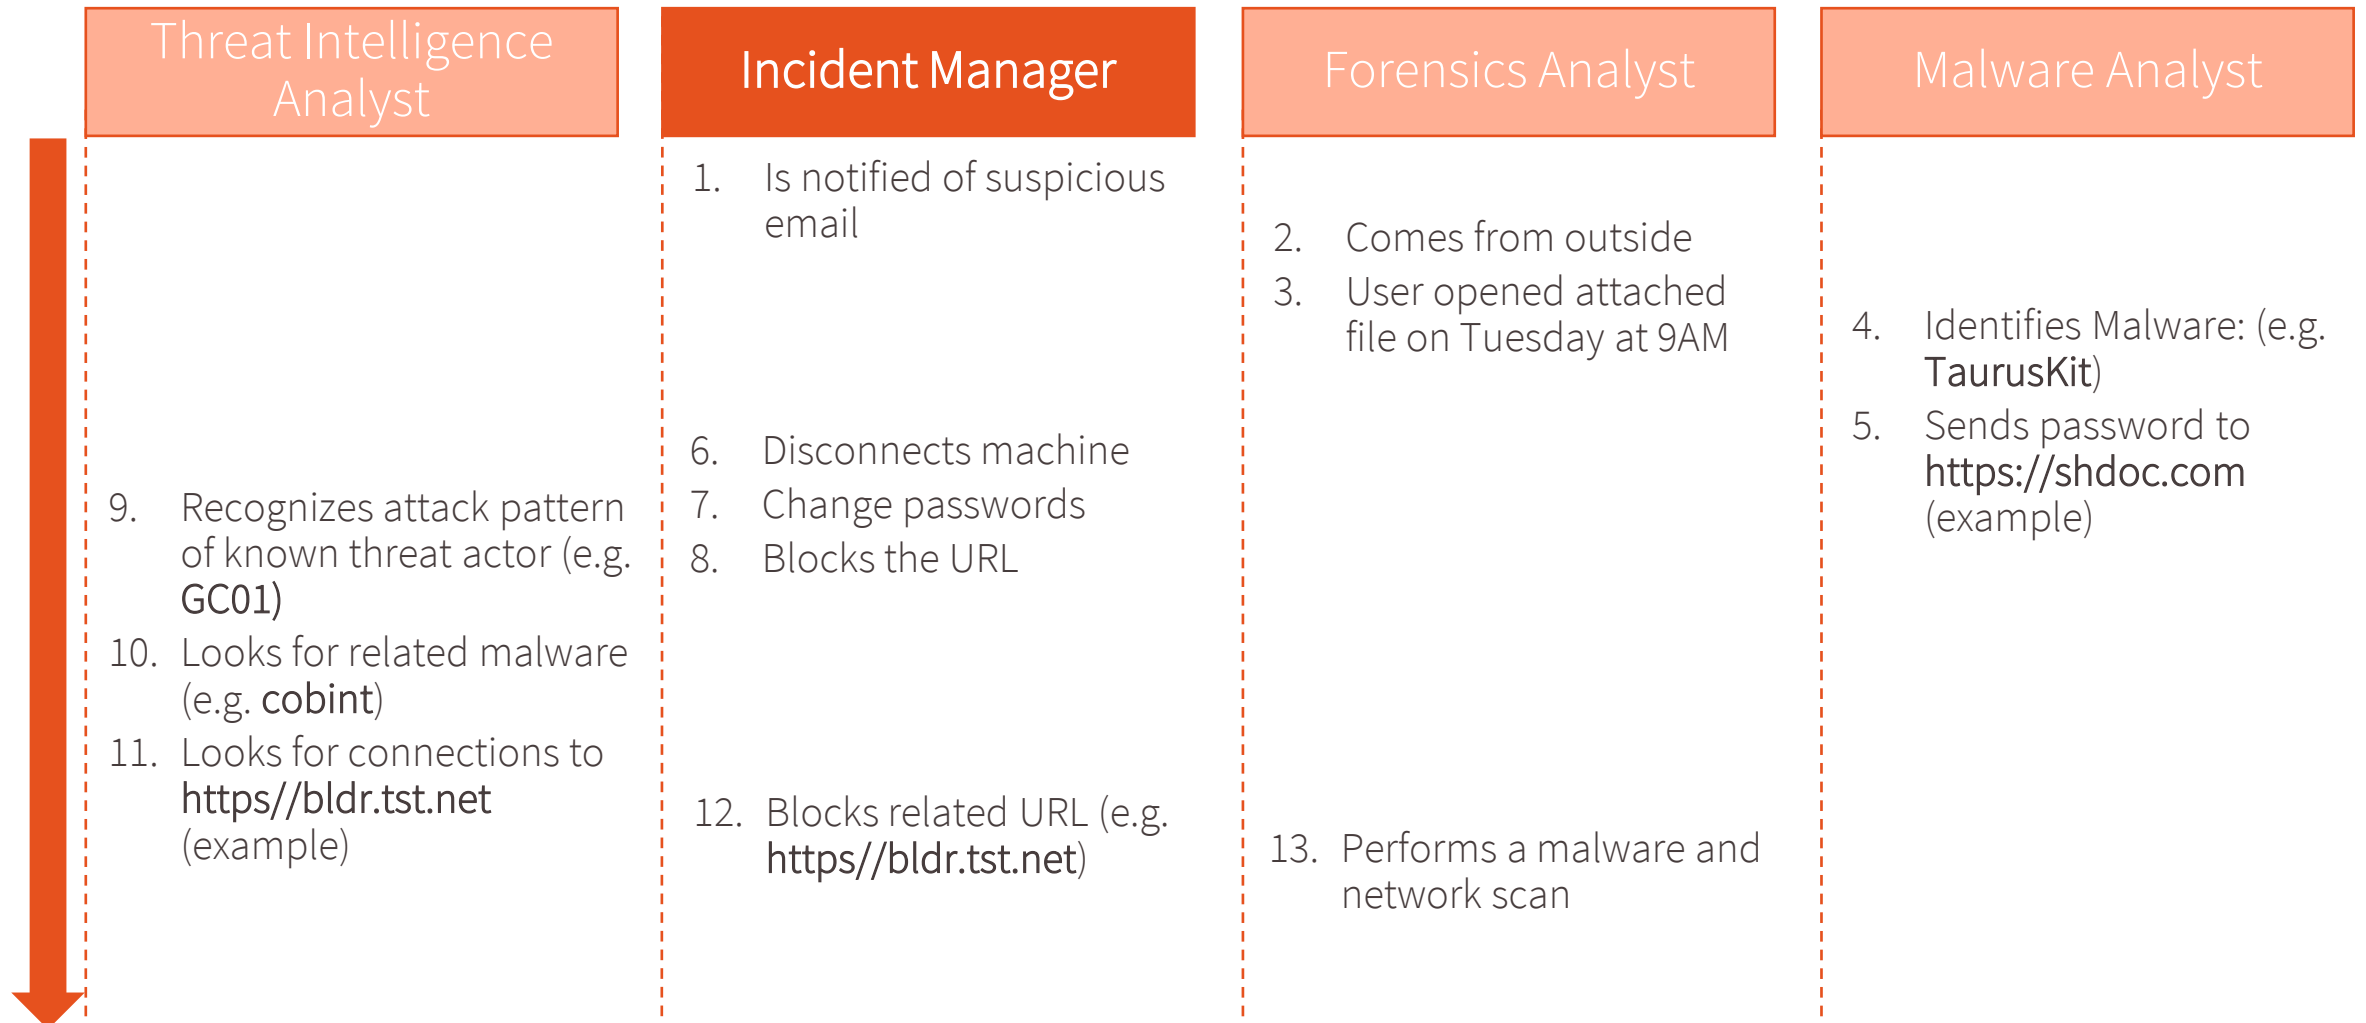 Threat Intelligence
Analyst
Incident Manager
Forensics Analyst
Malware Analyst
1. Is notified of suspicious
email
2. Comes from outside
3. User opened attached
file on Tuesday at 9AM
4. Identifies Malware: (e.g.
TaurusKit)
5. Sends password to
https://shdoc.com
(example)
6. Disconnects machine
7. Change passwords
8. Blocks the URL
9. Recognizes attack pattern
of known threat actor (e.g.
GC01)
10. Looks for related malware
(e.g. cobint)
11. Looks for connections to
https//bldr.tst.net
(example)
12. Blocks related URL (e.g.
https//bldr.tst.net)
13. Performs a malware and
network scan